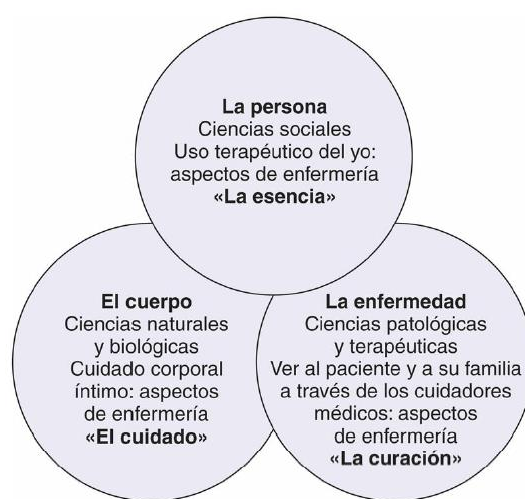 La persona
Ciencias sociales
Uso terapéutico del yo:
aspectos de enfermería
«La esencia»
El cuerpo
Ciencias naturales
y biológicas
Cuidado corporal
íntimo: aspectos
de enfermería
«El cuidado»
La enfermedad
Ciencias patológicas
y terapéuticas
Ver al paciente y a su familia
a través de los cuidadores
médicos: aspectos
de enfermería
«La curación»